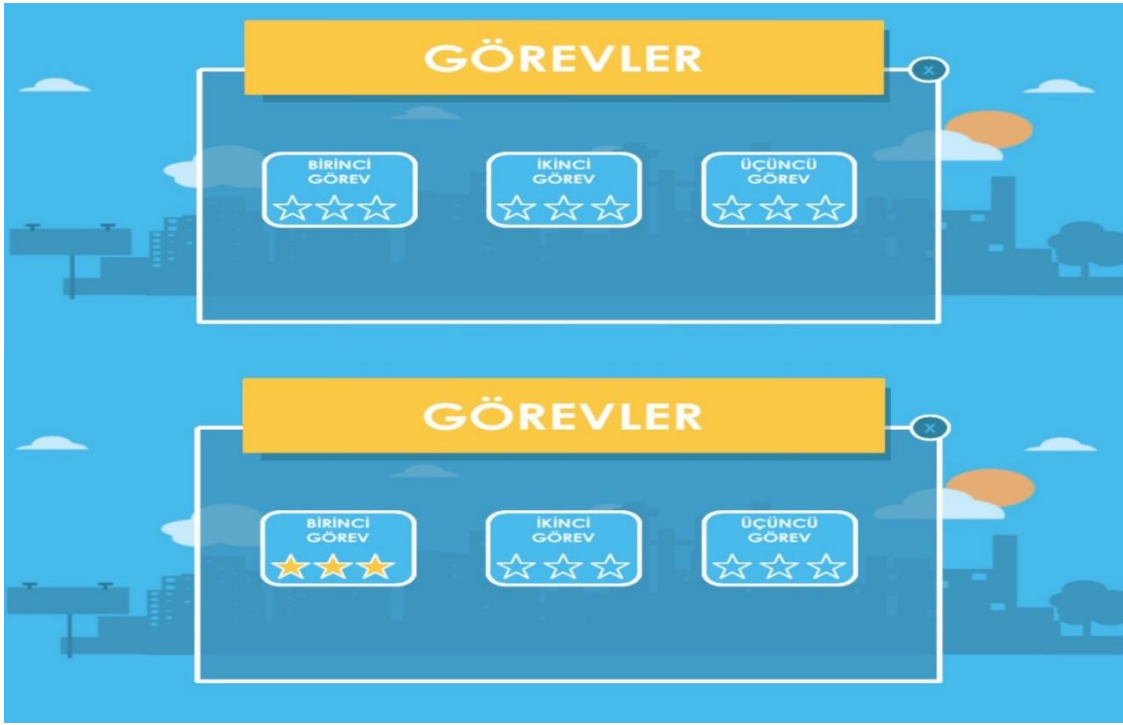 GÖREVLER
BİRİNCİ
GÖREV
İKİNCİ
GÖREV
ÜÇÜNCÜ
GÖREV
GÖREVLER
BİRİNCİ
GÖREV
İKİNCİ
GÖREV
ÜÇÜNCÜ
GÖREV